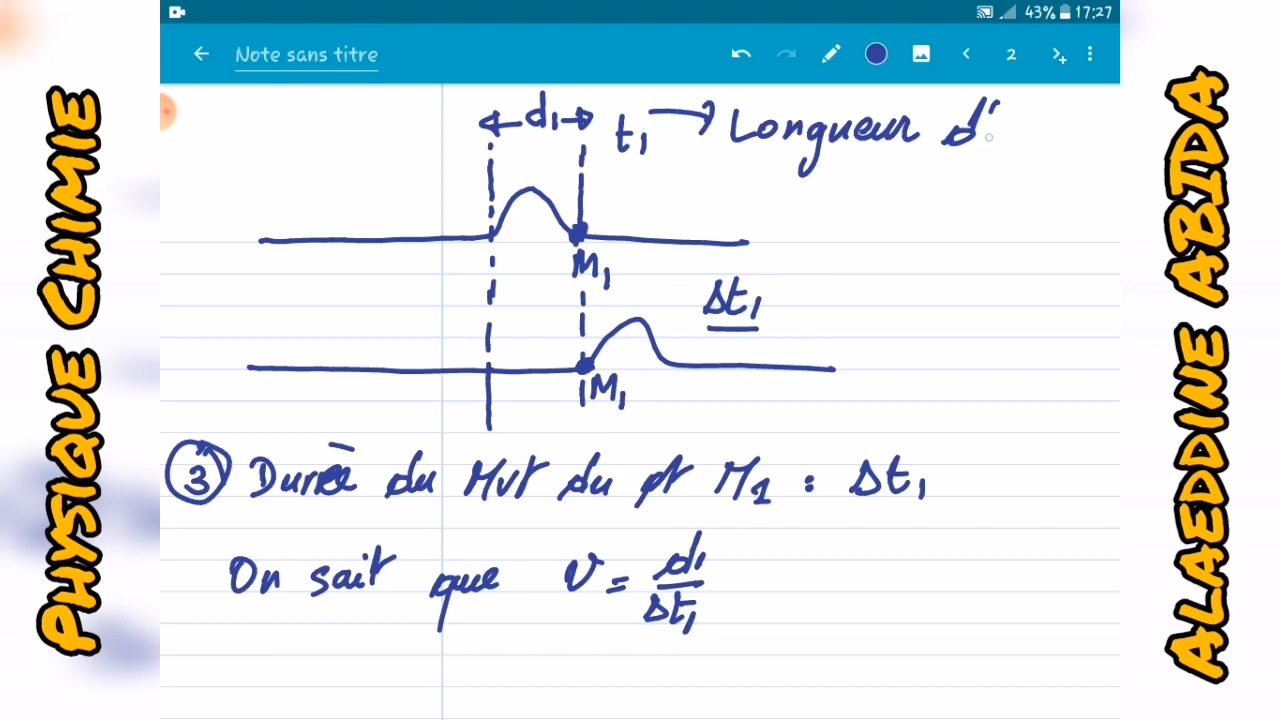 PHYSIQUE CHIMIE
43% 17:27
Note sans titre
2
d₁ t₁ → Longueur d'
M₁
Δt₁
M₁
3 Durée du Mvt du pt M₁ : Δt₁
On sait que v = d₁/Δt₁
ALAEDDINE ABIDA